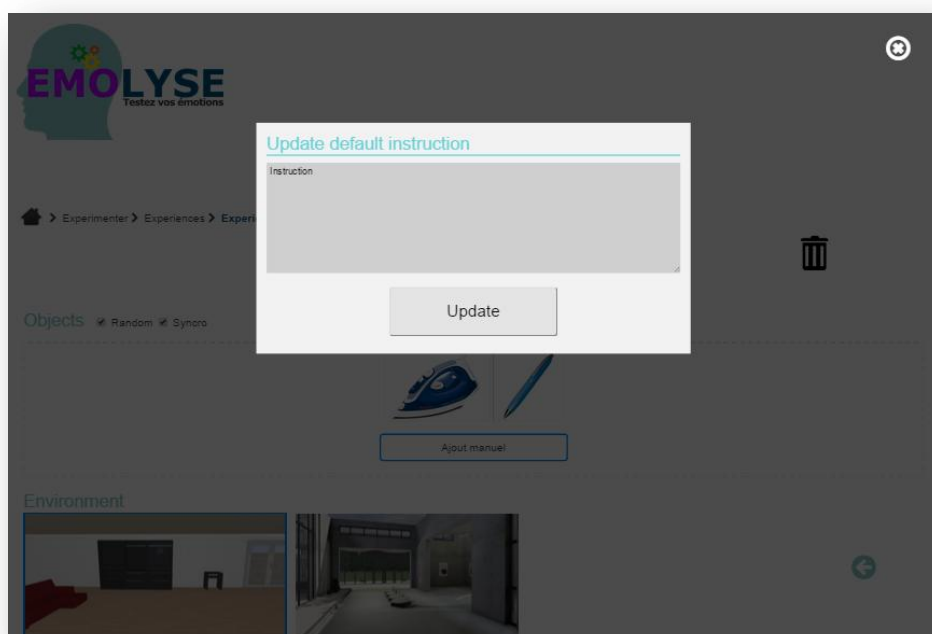 EMOLYSE
Testez vos émotions
Update default instruction
Instruction
Experimenter Experiences Experi
Update
Objects Random Syncro
Ajout manuel
Environment